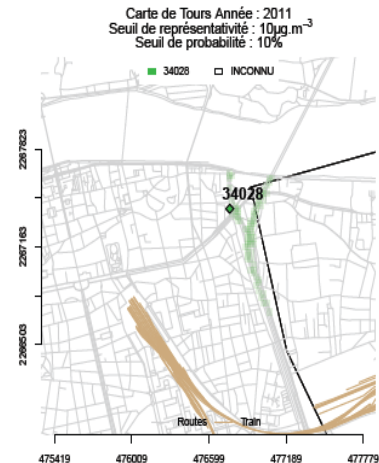 Carte de Tours Année : 2011
Seuil de représentativité : 10µg.m⁻³
Seuil de probabilité : 10%
34028 INCONNU
2267823
34028
2267163
2266503
Routes Train
475419 476009 476599 477189 477779